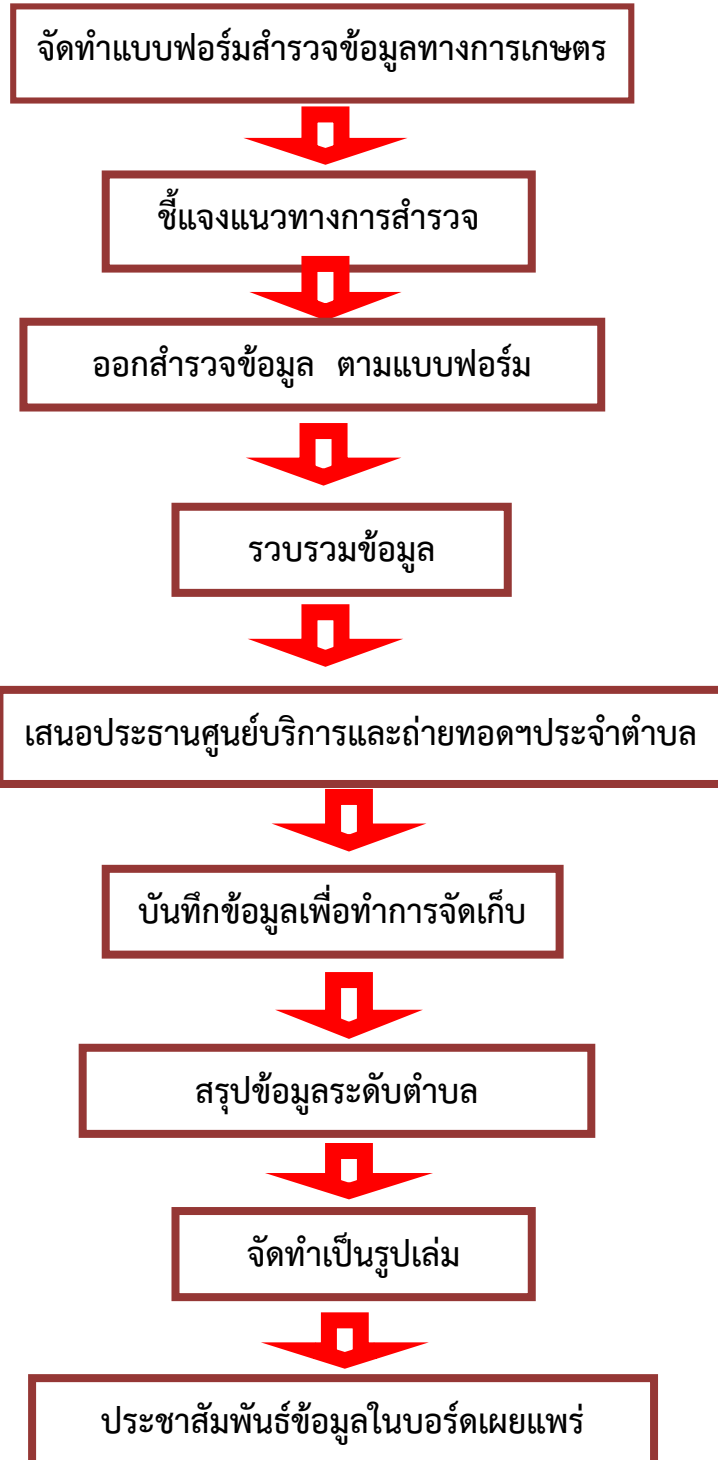 จัดทำแบบฟอร์มสำรวจข้อมูลทางการเกษตร
ชี้แจงแนวทางการสำรวจ
ออกสำรวจข้อมูล ตามแบบฟอร์ม
รวบรวมข้อมูล
เสนอประธานศูนย์บริการและถ่ายทอดฯประจำตำบล
บันทึกข้อมูลเพื่อทำการจัดเก็บ
สรุปข้อมูลระดับตำบล
จัดทำเป็นรูปเล่ม
ประชาสัมพันธ์ข้อมูลในบอร์ดเผยแพร่